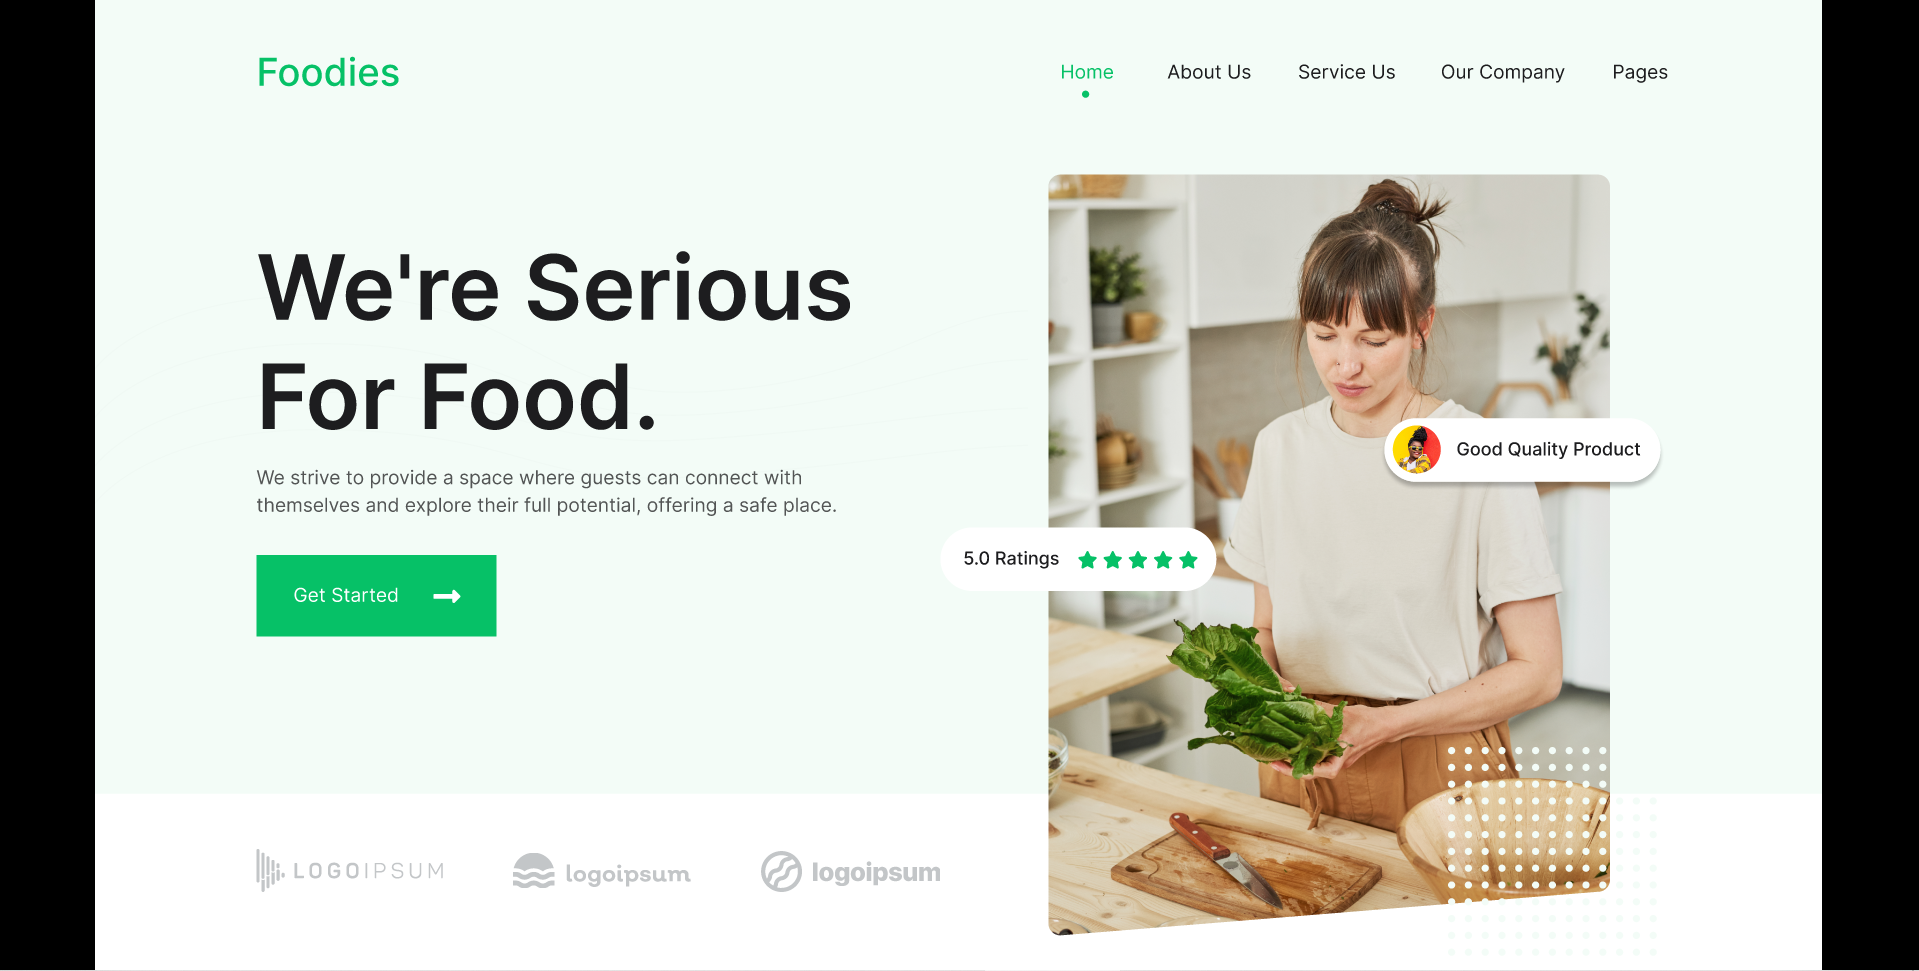 Foodies
Home
About Us
Service Us
Our Company
Pages
We're Serious
For Food.
We strive to provide a space where guests can connect with
themselves and explore their full potential, offering a safe place.
Get Started
Good Quality Product
5.0 Ratings
LOGOIPSUM
logoipsum
logoipsum